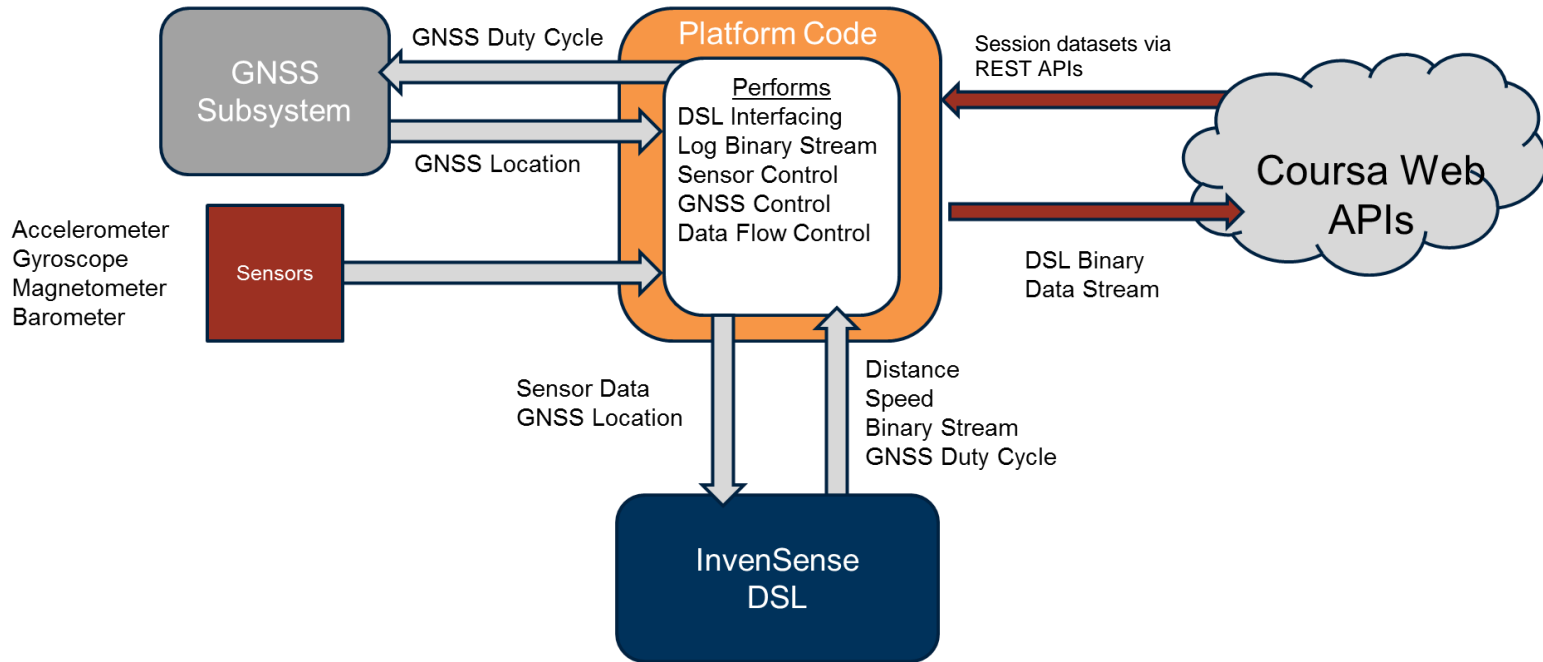 GNSS
Subsystem
GNSS Duty Cycle
GNSS Location
Accelerometer
Gyroscope
Magnetometer
Barometer
Sensors
Platform Code
Performs
DSL Interfacing
Log Binary Stream
Sensor Control
GNSS Control
Data Flow Control
Session datasets via
REST APIs
Coursa Web
APIs
DSL Binary
Data Stream
Sensor Data
GNSS Location
Distance
Speed
Binary Stream
GNSS Duty Cycle
InvenSense
DSL